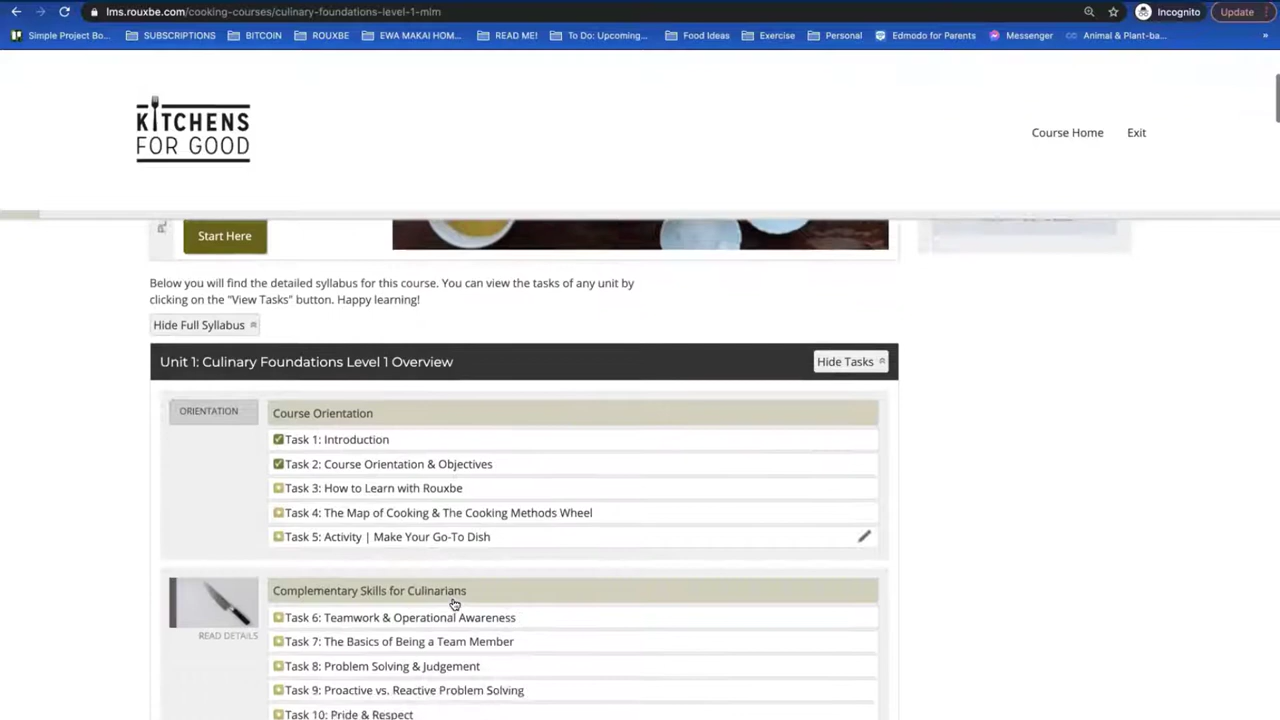 lms.rouxbe.com/cooking-courses/culinary-foundations-level-1-mlm
Incognito
Update
Simple Project Bo...
SUBSCRIPTIONS
BITCOIN
ROUXBE
EWA MAKAI HOM...
READ ME!
To Do: Upcoming...
Food Ideas
Exercise
Personal
Edmodo for Parents
Messenger
Animal & Plant-ba...
»
KITCHENS
FOR GOOD
Course Home
Exit
Start Here
Below you will find the detailed syllabus for this course. You can view the tasks of any unit by
clicking on the "View Tasks" button. Happy learning!
Hide Full Syllabus
Unit 1: Culinary Foundations Level 1 Overview
Hide Tasks
ORIENTATION
Course Orientation
Task 1: Introduction
Task 2: Course Orientation & Objectives
Task 3: How to Learn with Rouxbe
Task 4: The Map of Cooking & The Cooking Methods Wheel
Task 5: Activity | Make Your Go-To Dish
Complementary Skills for Culinarians
READ DETAILS
Task 6: Teamwork & Operational Awareness
Task 7: The Basics of Being a Team Member
Task 8: Problem Solving & Judgement
Task 9: Proactive vs. Reactive Problem Solving
Task 10: Pride & Respect